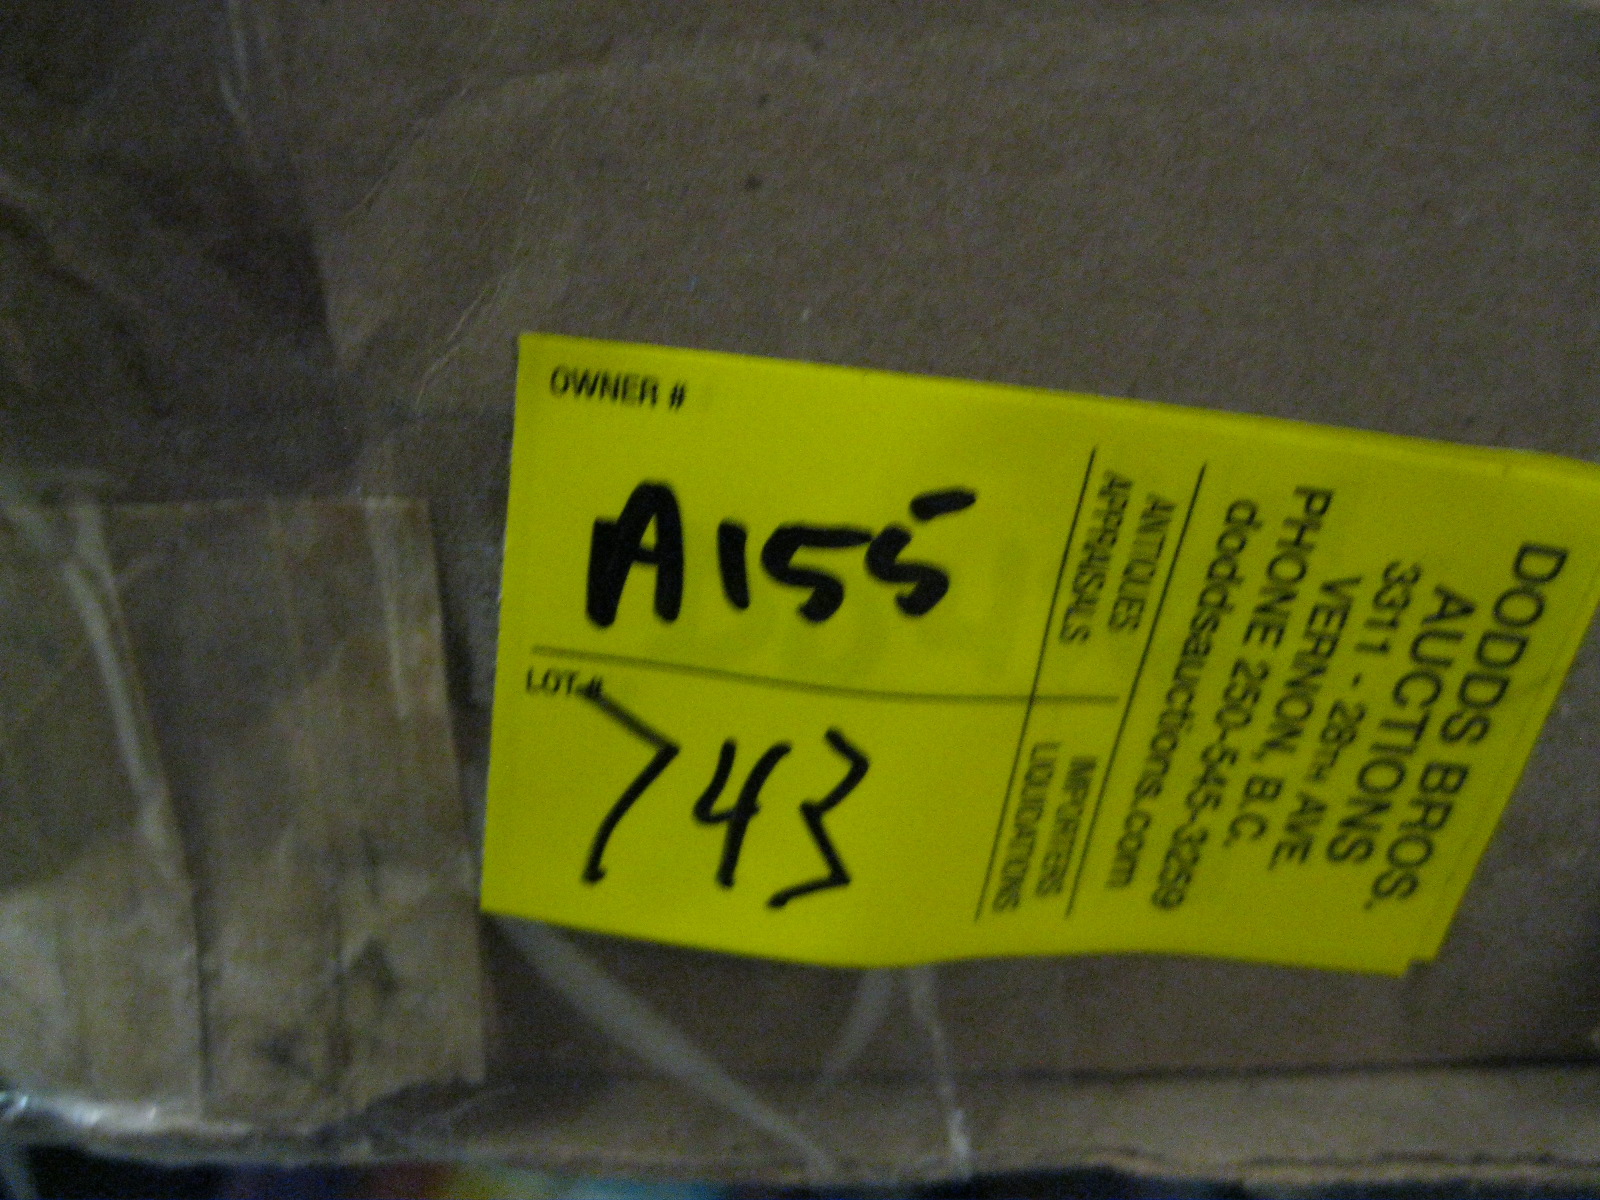 OWNER #
A155
LOT #
743
DODDS BROS.
AUCTIONS
3311 - 28TH AVE.
VERNON, B.C.
PHONE 250-545-3259
doddsauctions.com
ANTIQUES IMPORTERS
APPRAISALS LIQUIDATIONS